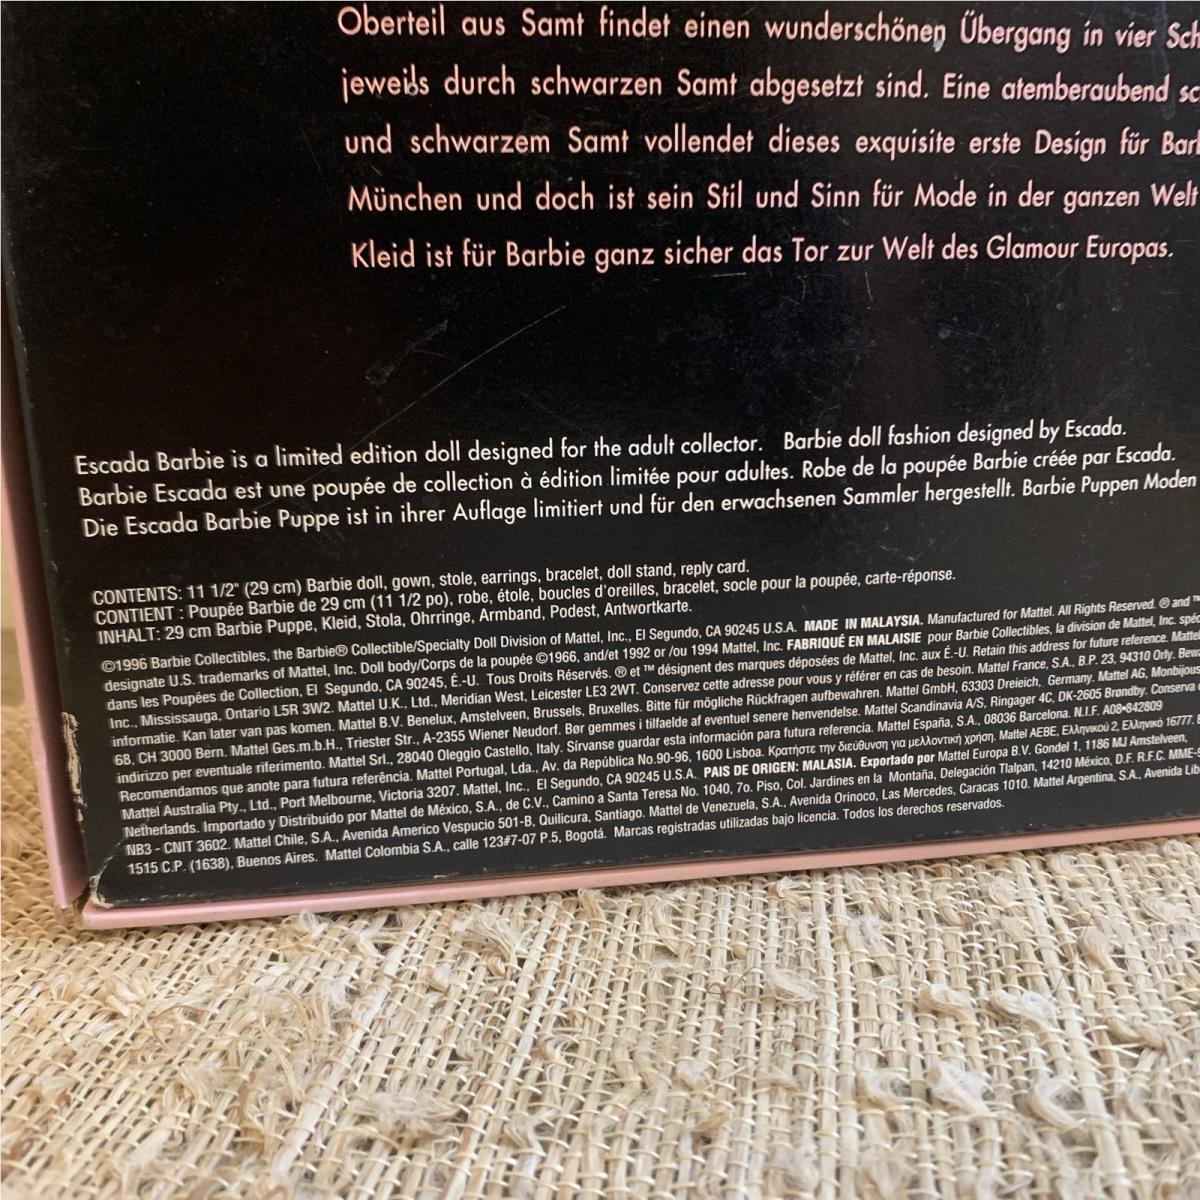 Oberteil aus Samt findet einen wunderschönen Übergang in vier Sch
jeweils durch schwarzen Samt abgesetzt sind. Eine atemberaubend sc
und schwarzem Samt vollendet dieses exquisite erste Design für Bar
München und doch ist sein Stil und Sinn für Mode in der ganzen Welt
Kleid ist für Barbie ganz sicher das Tor zur Welt des Glamour Europas.
Escada Barbie is a limited edition doll designed for the adult collector. Barbie doll fashion designed by Escada.
Barbie Escada est une poupée de collection à édition limitée pour adultes. Robe de la poupée Barbie créée par Escada.
Die Escada Barbie Puppe ist in ihrer Auflage limitiert und für den erwachsenen Sammler hergestellt. Barbie Puppen Moden
CONTENTS: 11 1/2" (29 cm) Barbie doll, gown, stole, earrings, bracelet, doll stand, reply card.
CONTIENT : Poupée Barbie de 29 cm (11 1/2 po), robe, étole, boucles d'oreilles, bracelet, socle pour la poupée, carte-réponse.
INHALT: 29 cm Barbie Puppe, Kleid, Stola, Ohrringe, Armband, Podest, Antwortkarte.
©1996 Barbie Collectibles, the Barbie® Collectible/Specialty Doll Division of Mattel, Inc., El Segundo, CA 90245 U.S.A. MADE IN MALAYSIA. Manufactured for Mattel. All Rights Reserved. ® and ™
designate U.S. trademarks of Mattel, Inc. Doll body/Corps de la poupée ©1966, and/et 1992 or /ou 1994 Mattel, Inc. FABRIQUÉ EN MALAISIE pour Barbie Collectibles, la division de Mattel, Inc. spéc
dans les Poupées de Collection, El Segundo, CA 90245, É.-U. Tous Droits Réservés. ® et ™ désignent des marques déposées de Mattel, Inc. aux É.-U. Retain this address for future reference. Mattel
Inc., Mississauga, Ontario L5R 3W2. Mattel U.K., Ltd., Meridian West, Leicester LE3 2WT. Conservez cette adresse pour vous y référer en cas de besoin. Mattel France, S.A., B.P. 23, 94310 Orly. Bewa
informatie. Kan later van pas komen. Mattel B.V. Benelux, Amstelveen, Brussels, Bruxelles. Bitte für mögliche Rückfragen aufbewahren. Mattel GmbH, 63303 Dreieich, Germany. Mattel AG, Monbijous
68, CH 3000 Bern. Mattel Ges.m.b.H., Triester Str., A-2355 Wiener Neudorf. Bør gemmes i tilfaelde af eventuel senere henvendelse. Mattel Scandinavia A/S, Ringager 4C, DK-2605 Brøndby. Conserva
indirizzo per eventuale riferimento. Mattel Srl., 28040 Oleggio Castello, Italy. Sírvanse guardar esta información para futura referencia. Mattel España, S.A., 08036 Barcelona. N.I.F. A08•842809
Recomendamos que anote para futura referência. Mattel Portugal, Lda., Av. da República No.90-96, 1600 Lisboa. Κρατήστε την διεύθυνση για μελλοντική χρήση. Mattel AEBE, Ελληνικού 2, Ελληνικό 16777.
Mattel Australia Pty., Ltd., Port Melbourne, Victoria 3207. Mattel, Inc., El Segundo, CA 90245 U.S.A. PAIS DE ORIGEN: MALASIA. Exportado por Mattel Europa B.V. Gondel 1, 1186 MJ Amstelveen,
Netherlands. Importado y Distribuido por Mattel de México, S.A., de C.V., Camino a Santa Teresa No. 1040, 7o. Piso, Col. Jardines en la Montaña, Delegación Tlalpan, 14210 México, D.F. R.F.C. MME-9
NB3 - CNIT 3602. Mattel Chile, S.A., Avenida Americo Vespucio 501-B, Quilicura, Santiago. Mattel de Venezuela, S.A., Avenida Orinoco, Las Mercedes, Caracas 1010. Mattel Argentina, S.A., Avenida Lib
1515 C.P. (1638), Buenos Aires. Mattel Colombia S.A., calle 123#7-07 P.5, Bogotá. Marcas registradas utilizadas bajo licencia. Todos los derechos reservados.